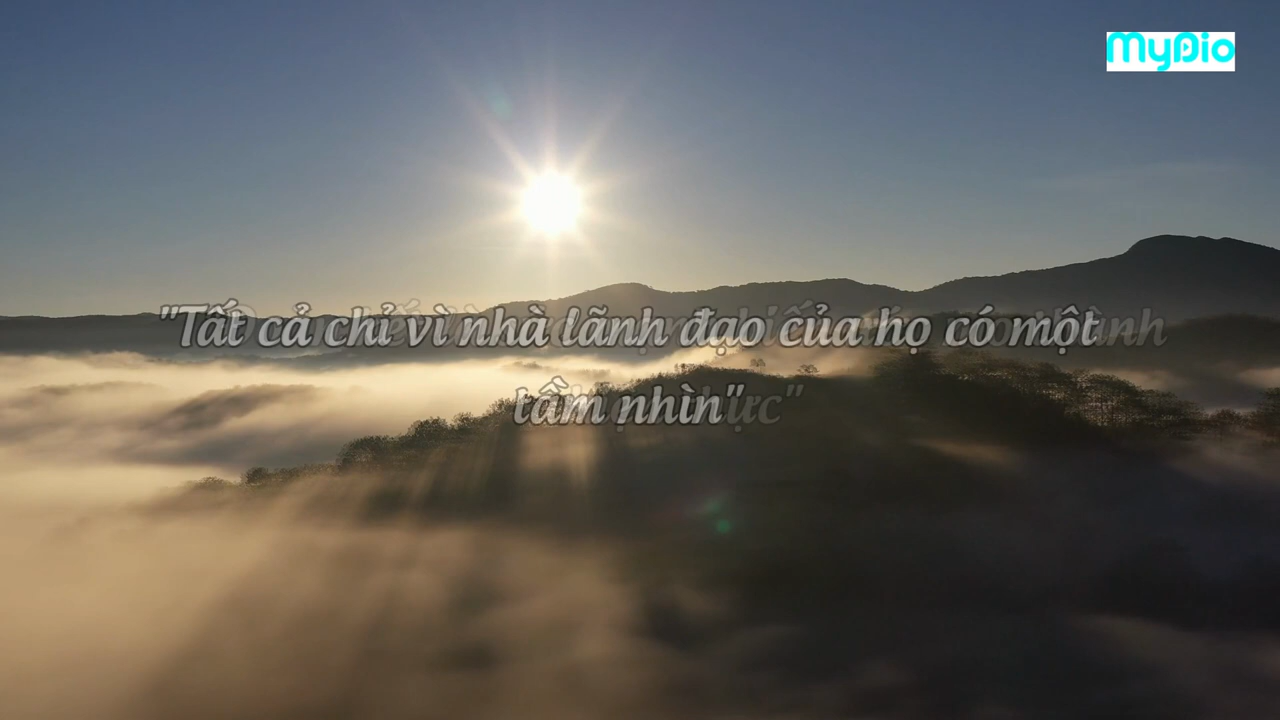 MyDio
"Tất cả chỉ vì nhà lãnh đạo của họ có một
tầm nhìn"